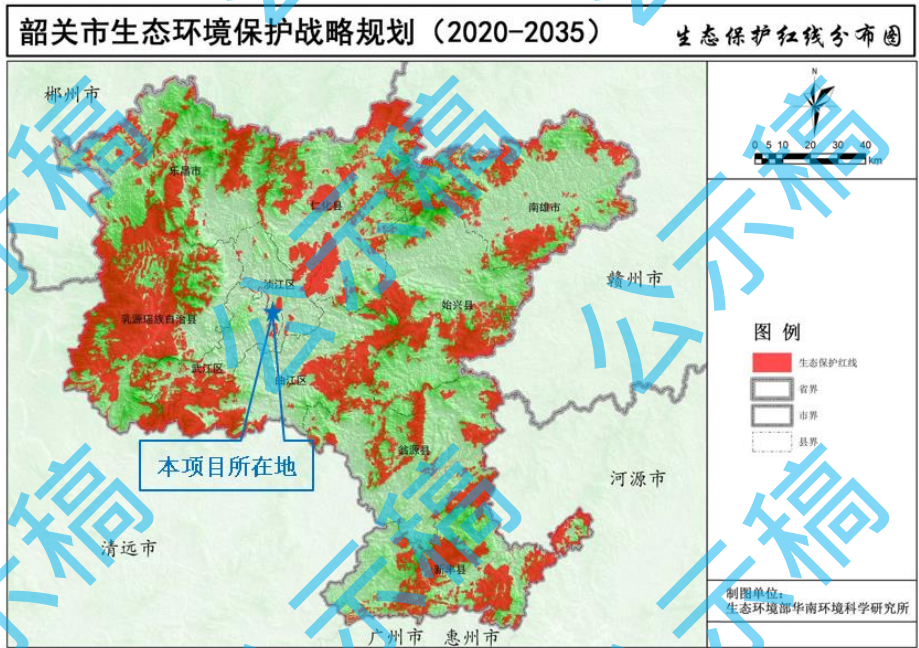 韶关市生态环境保护战略规划（2020-2035）
生态保护红线分布图
郴州市
N
0 5 10 20 30 40
km
乐昌市
仁化县
南雄市
赣州市
浈江区
始兴县
乳源瑶族自治县
武江区
曲江区
图例
生态保护红线
省界
市界
县界
本项目所在地
翁源县
河源市
清远市
新丰县
广州市
惠州市
制图单位：
生态环境部华南环境科学研究所
公示稿
公示稿
公示稿
公示稿
公示稿
公示稿